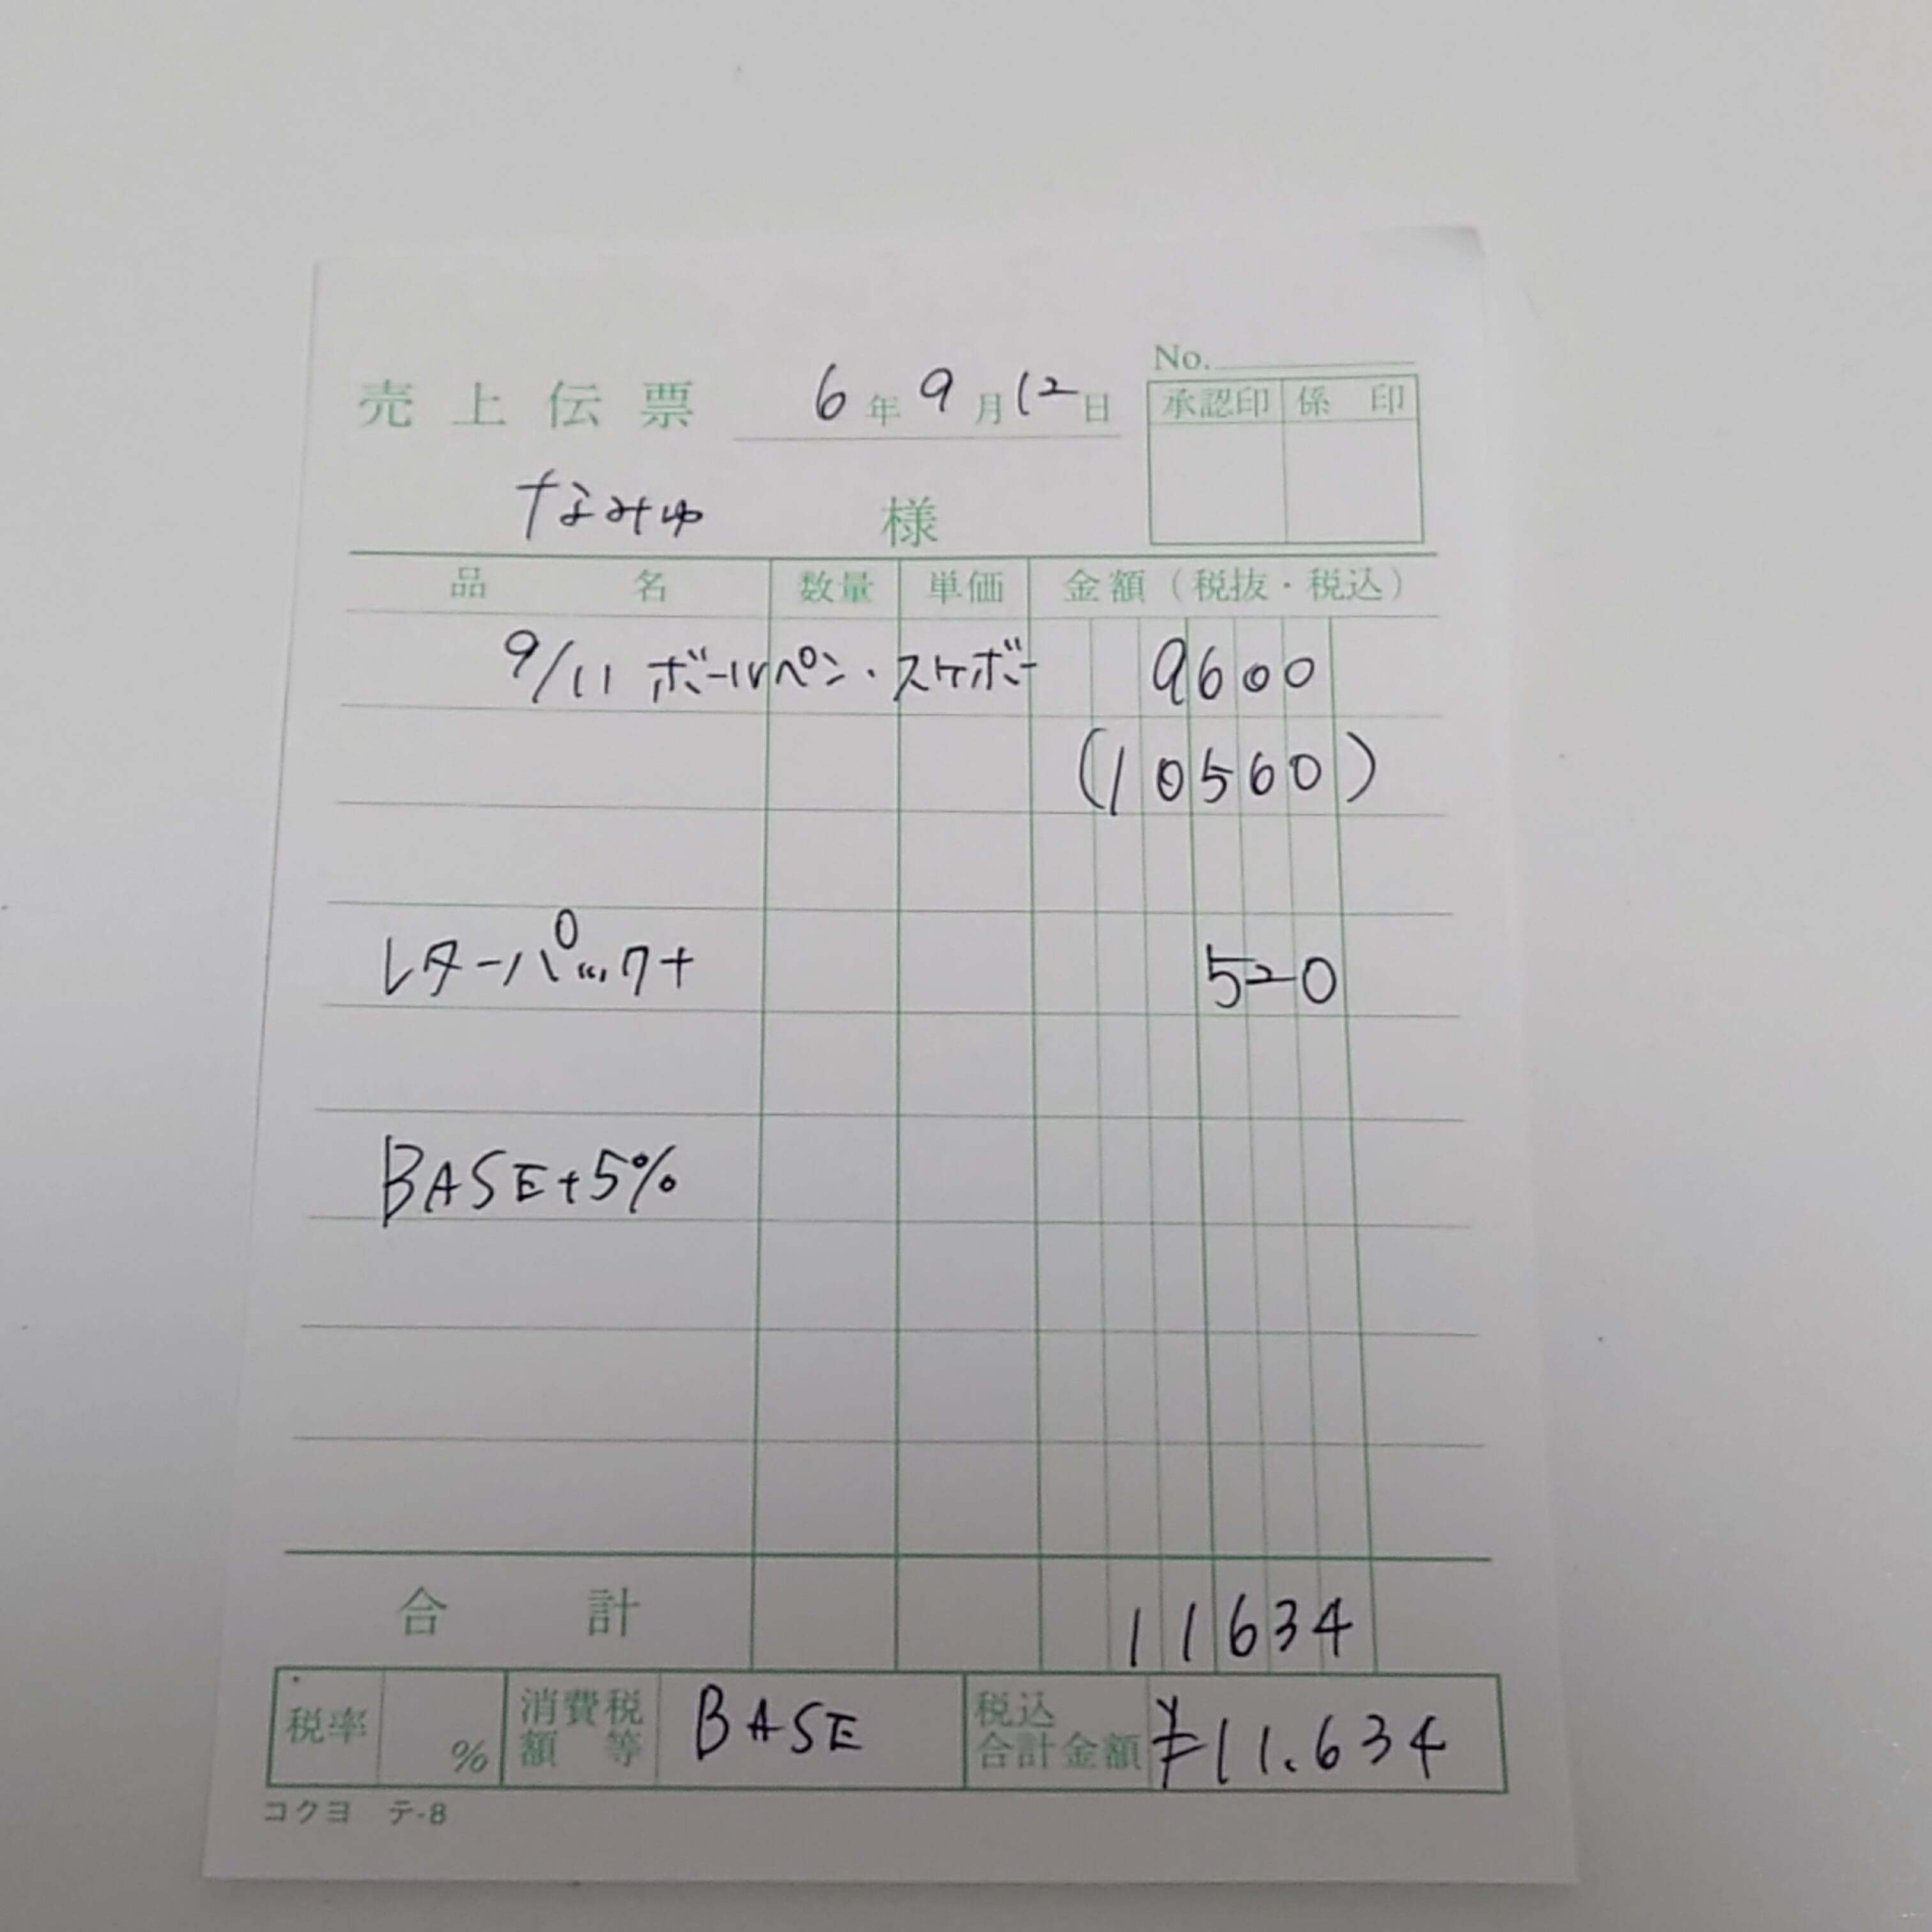 No.
売上伝票 6年9月12日
承認印 係印
なみゅ 様
品名 数量 単価 金額(税抜・税込)
9/11 ボールペン・スケボー 9600
(10560)
レターパック+ 520
BASE+5%
合計 11634
税率 % 消費税額等 BASE 税込合計金額 ¥11.634
コクヨ テ-8